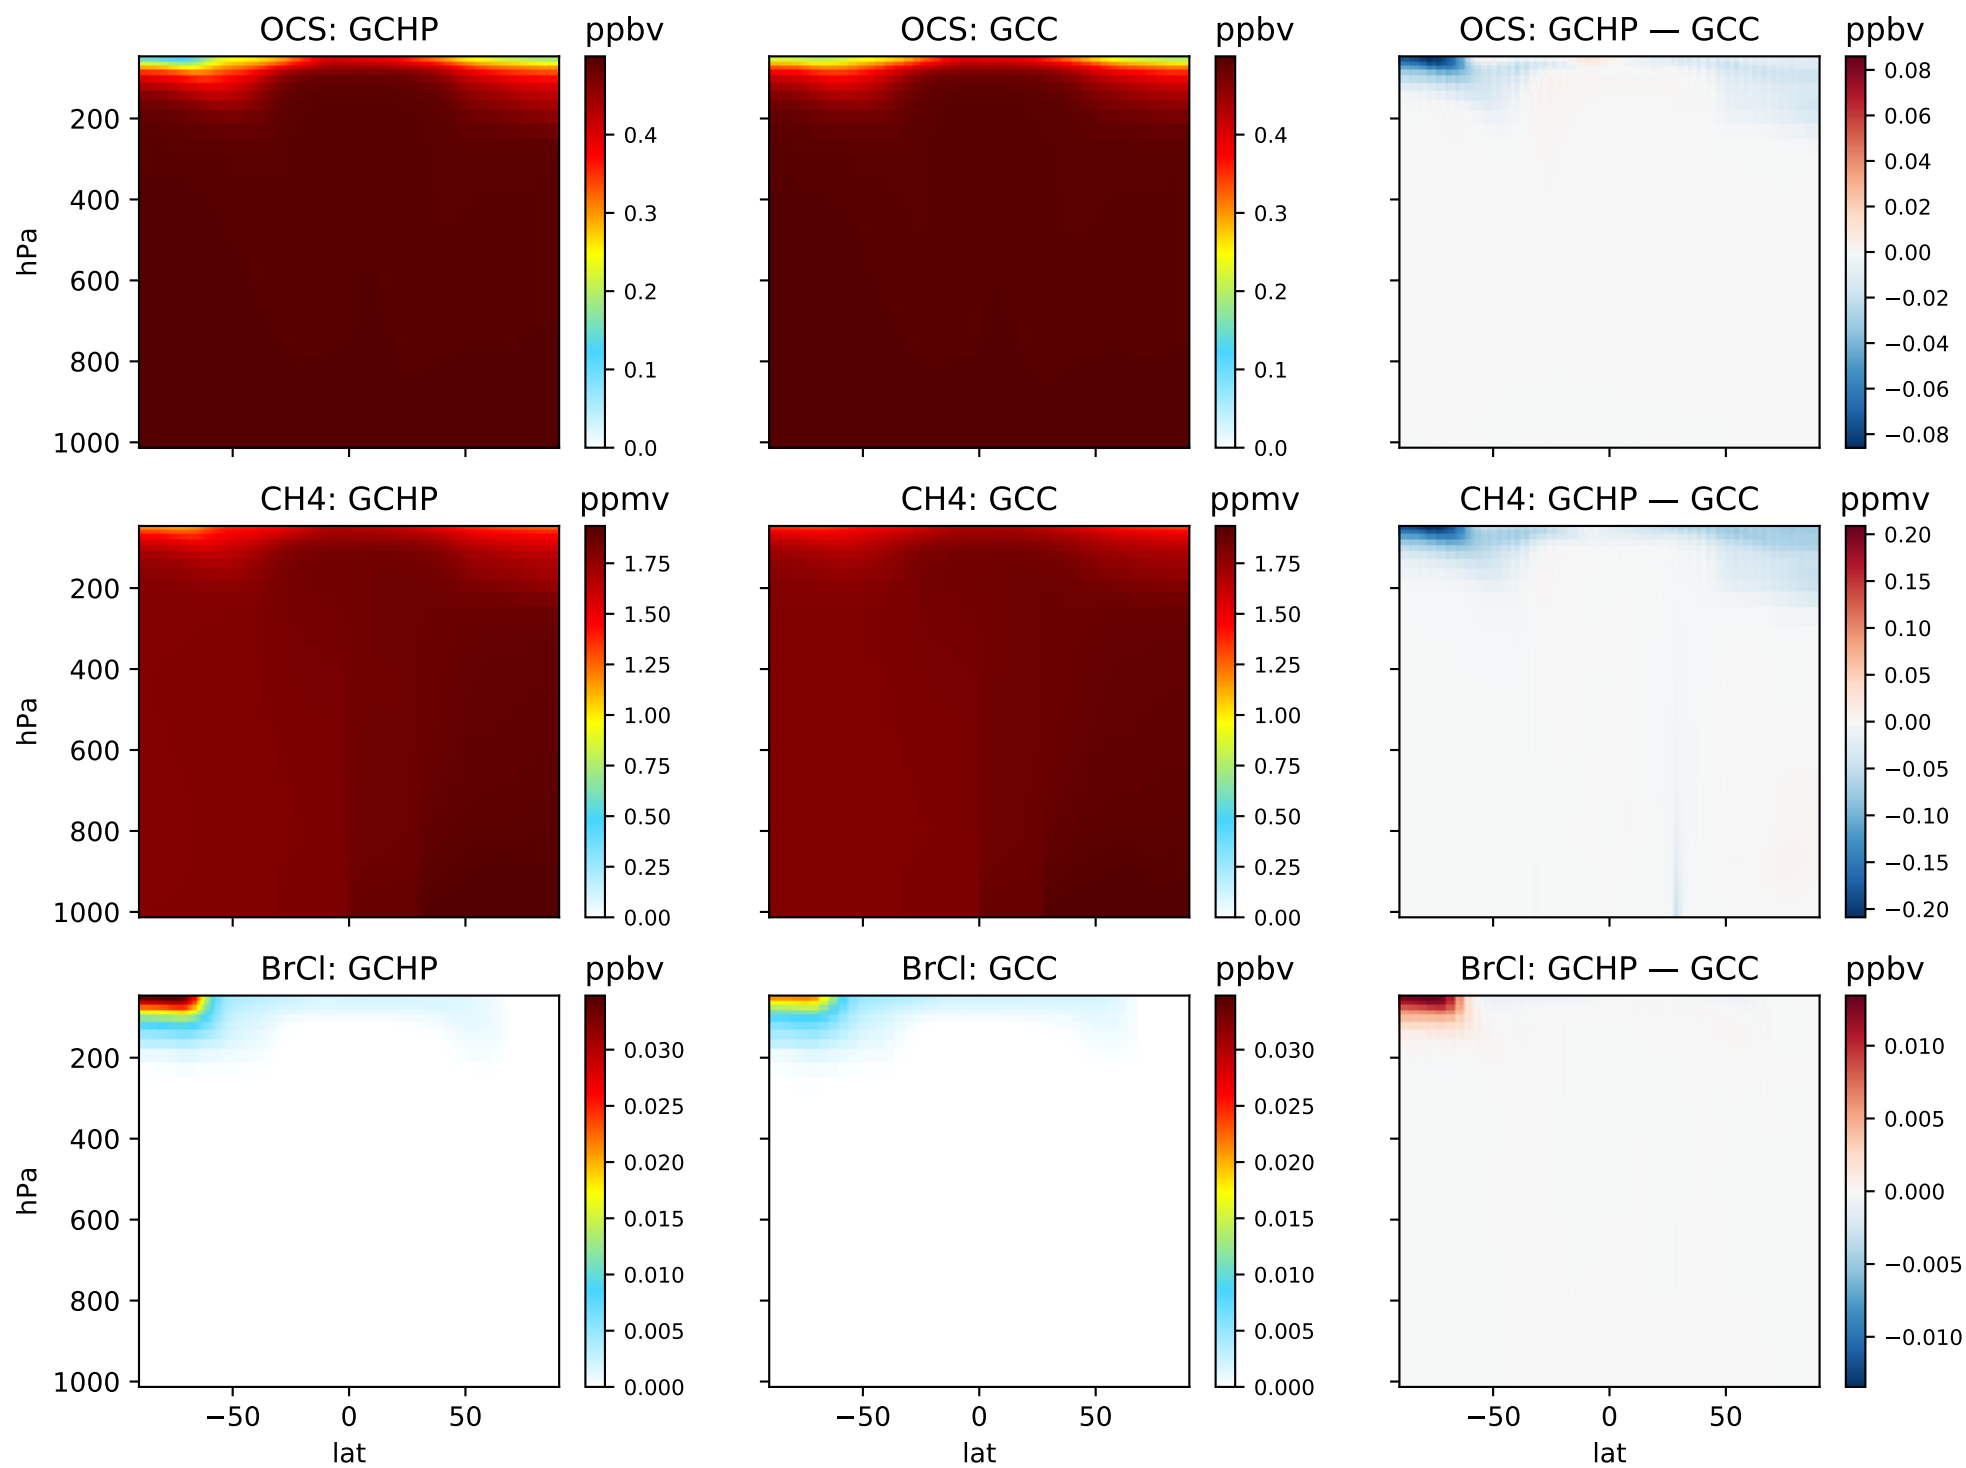 OCS: GCHP
ppbv
OCS: GCC
ppbv
OCS: GCHP — GCC
ppbv
hPa
200
400
600
800
1000
0.4
0.3
0.2
0.1
0.0
0.4
0.3
0.2
0.1
0.0
0.08
0.06
0.04
0.02
0.00
−0.02
−0.04
−0.06
−0.08
CH4: GCHP
ppmv
CH4: GCC
ppmv
CH4: GCHP — GCC
ppmv
hPa
200
400
600
800
1000
1.75
1.50
1.25
1.00
0.75
0.50
0.25
0.00
1.75
1.50
1.25
1.00
0.75
0.50
0.25
0.00
0.20
0.15
0.10
0.05
0.00
−0.05
−0.10
−0.15
−0.20
BrCl: GCHP
ppbv
BrCl: GCC
ppbv
BrCl: GCHP — GCC
ppbv
hPa
200
400
600
800
1000
0.030
0.025
0.020
0.015
0.010
0.005
0.000
0.030
0.025
0.020
0.015
0.010
0.005
0.000
0.010
0.005
0.000
−0.005
−0.010
−50 0 50
−50 0 50
−50 0 50
lat
lat
lat